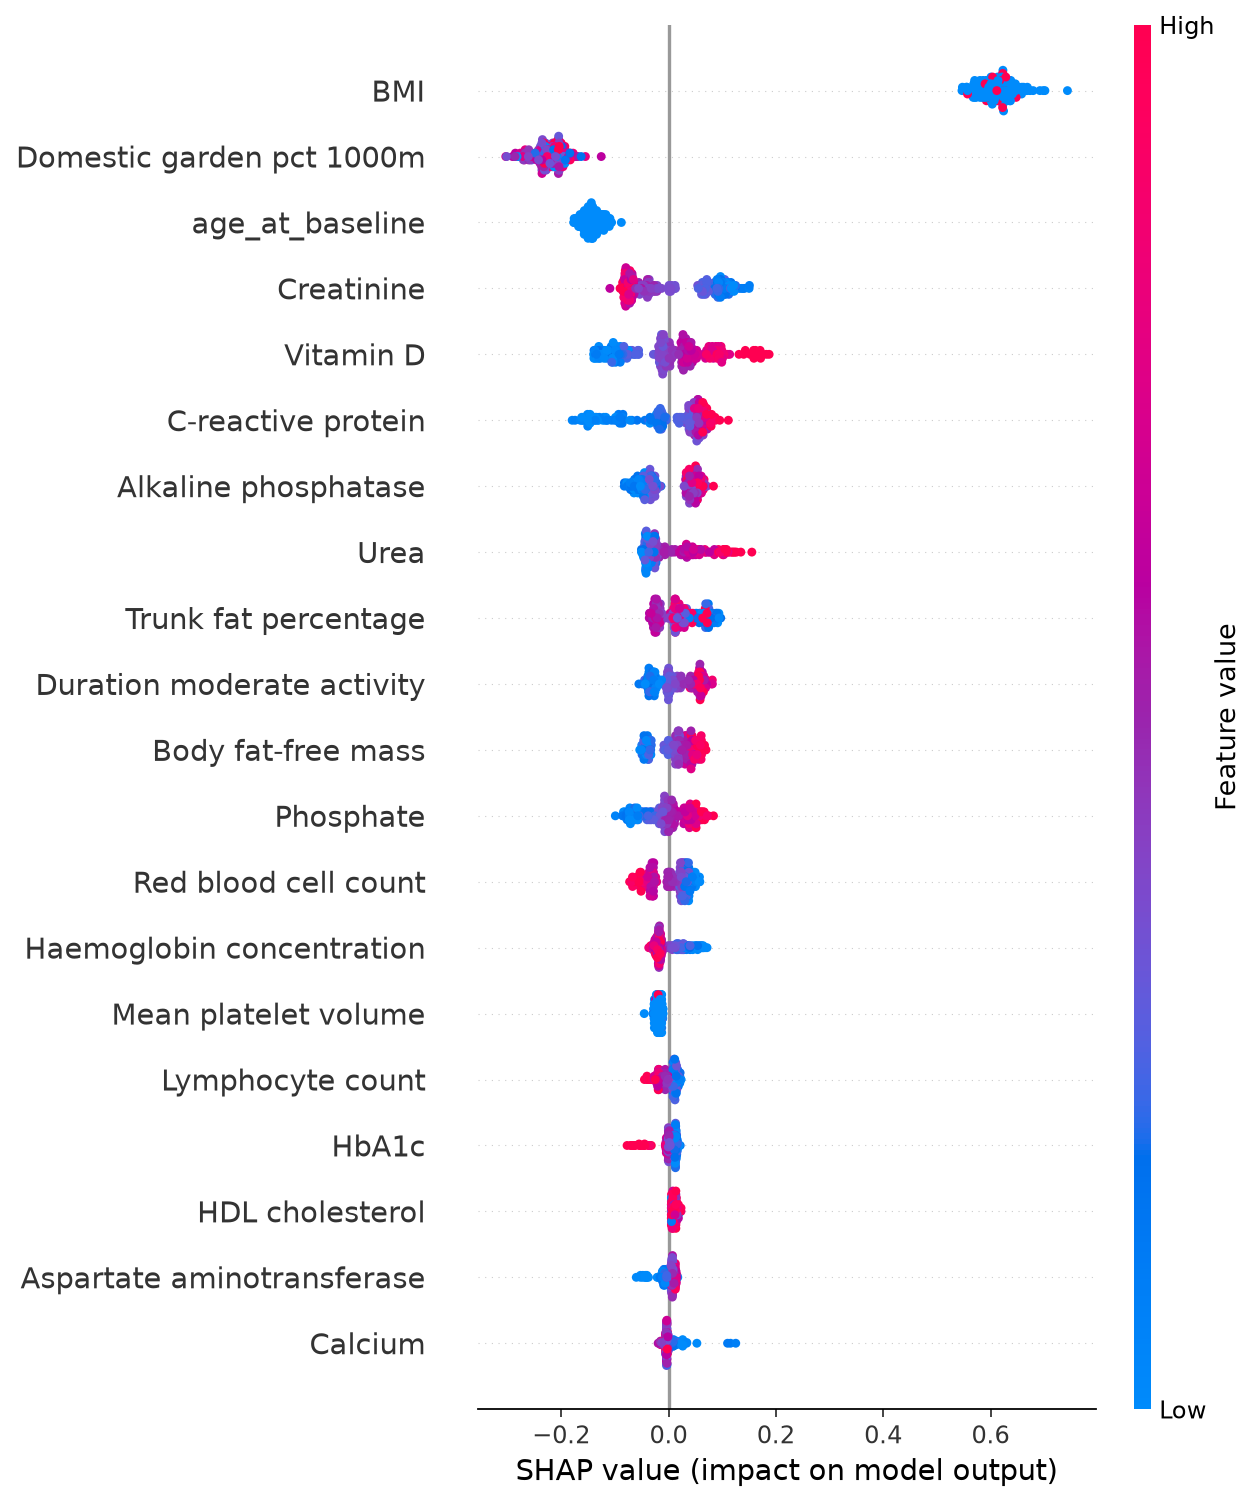 High
BMI
Domestic garden pct 1000m
age_at_baseline
Creatinine
Vitamin D
C-reactive protein
Alkaline phosphatase
Urea
Trunk fat percentage
Duration moderate activity
Body fat-free mass
Phosphate
Red blood cell count
Haemoglobin concentration
Mean platelet volume
Lymphocyte count
HbA1c
HDL cholesterol
Aspartate aminotransferase
Calcium
Feature value
Low
−0.2 0.0 0.2 0.4 0.6
SHAP value (impact on model output)